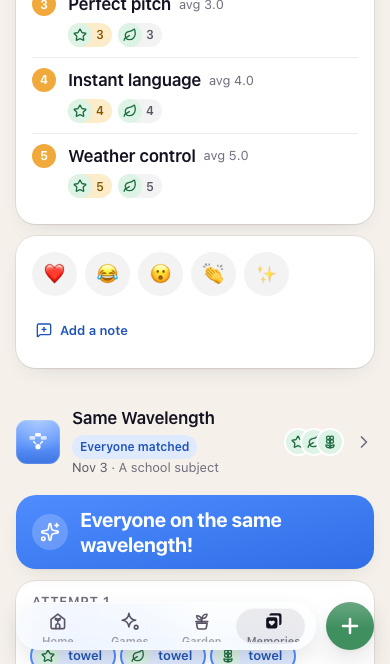 3 Perfect pitch avg 3.0
3 3
4 Instant language avg 4.0
4 4
5 Weather control avg 5.0
5 5
Add a note
Same Wavelength
Everyone matched
Nov 3 · A school subject
Everyone on the same
wavelength!
ATTEMPT 1
Home Games Garden Memories
towel towel towel